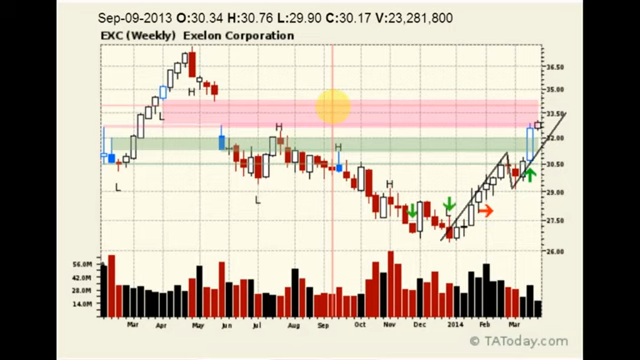 Sep-09-2013 O:30.34 H:30.76 L:29.90 C:30.17 V:23,281,800
EXC (Weekly) Exelon Corporation
36.50
35.00
33.50
32.00
30.50
29.00
27.50
26.00
H
L
H
H
L
L
H
L
56.0M
42.0M
28.0M
14.0M
Mar Apr May Jun Jul Aug Sep Oct Nov Dec 2014 Feb Mar
© TAToday.com